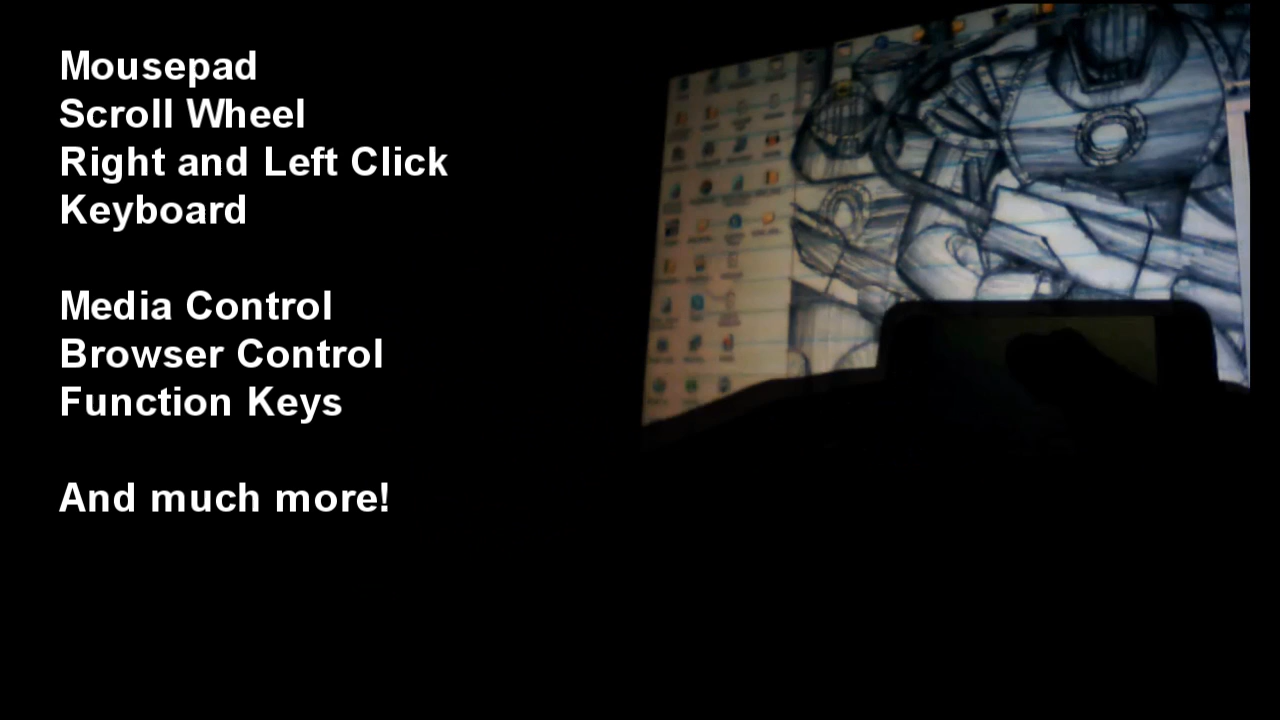 Mousepad
Scroll Wheel
Right and Left Click
Keyboard
Media Control
Browser Control
Function Keys
And much more!